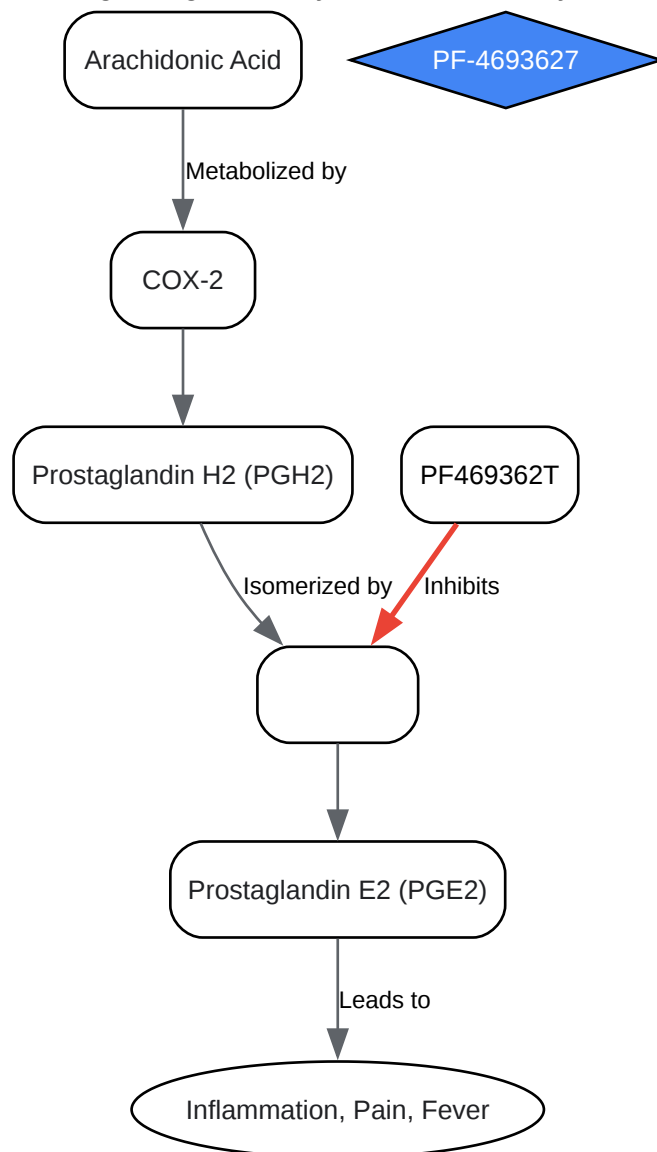 Arachidonic Acid
PF-4693627
Metabolized by
COX-2
Prostaglandin H2 (PGH2)
PF469362T
Isomerized by
Inhibits
Prostaglandin E2 (PGE2)
Leads to
Inflammation, Pain, Fever